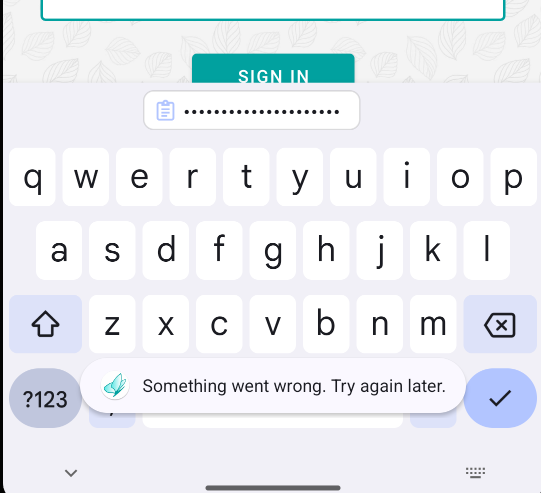 SIGN IN
•••••••••••••••••••••
q w e r t y u i o p
a s d f g h j k l
z x c v b n m
?123
Something went wrong. Try again later.